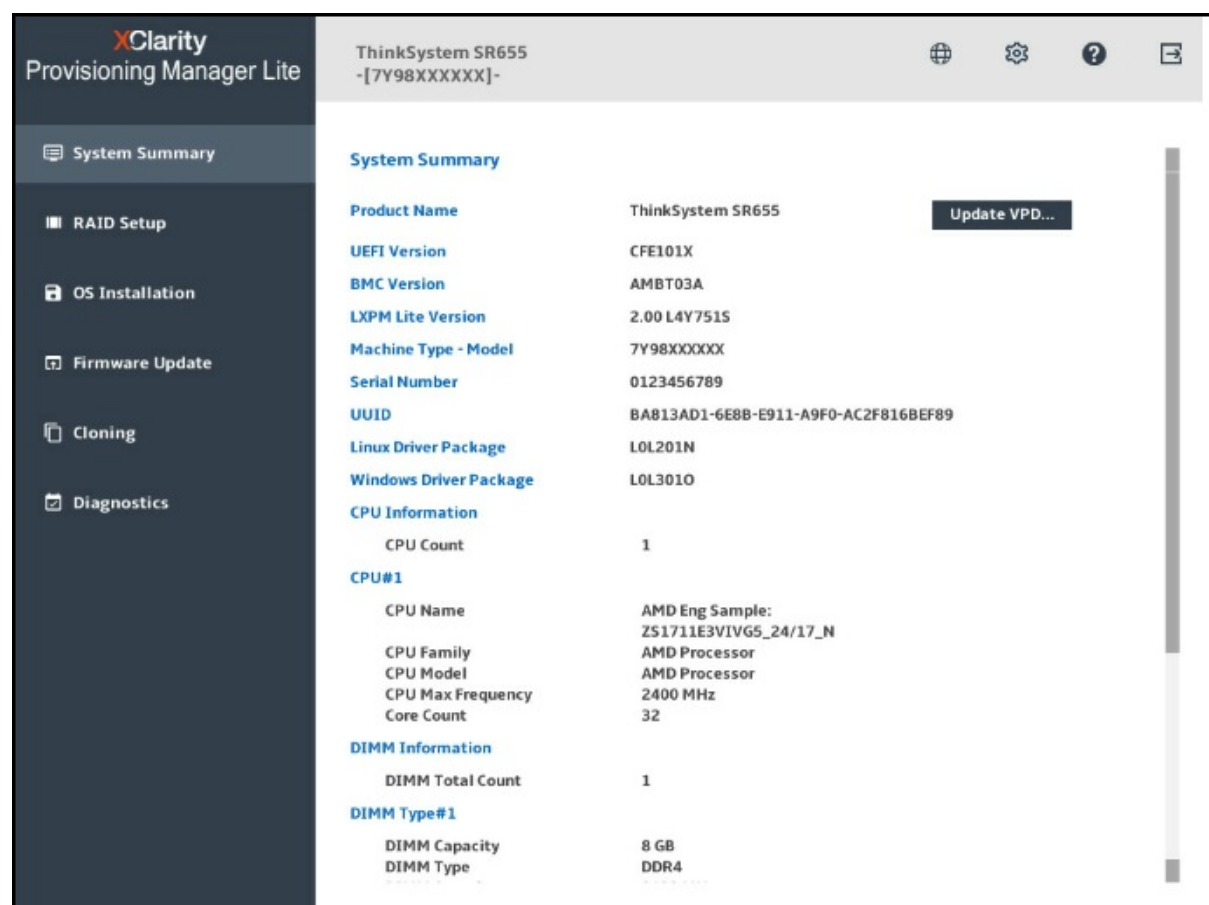 XClarity
Provisioning Manager Lite
ThinkSystem SR655
-[7Y98XXXXXX]-
System Summary
RAID Setup
OS Installation
Firmware Update
Cloning
Diagnostics
System Summary
Product Name ThinkSystem SR655 Update VPD...
UEFI Version CFE101X
BMC Version AMBT03A
LXPM Lite Version 2.00 L4Y751S
Machine Type - Model 7Y98XXXXXX
Serial Number 0123456789
UUID BA813AD1-6E8B-E911-A9F0-AC2F816BEF89
Linux Driver Package L0L201N
Windows Driver Package L0L301O
CPU Information
CPU Count 1
CPU#1
CPU Name AMD Eng Sample:
ZS1711E3VIVG5_24/17_N
CPU Family AMD Processor
CPU Model AMD Processor
CPU Max Frequency 2400 MHz
Core Count 32
DIMM Information
DIMM Total Count 1
DIMM Type#1
DIMM Capacity 8 GB
DIMM Type DDR4